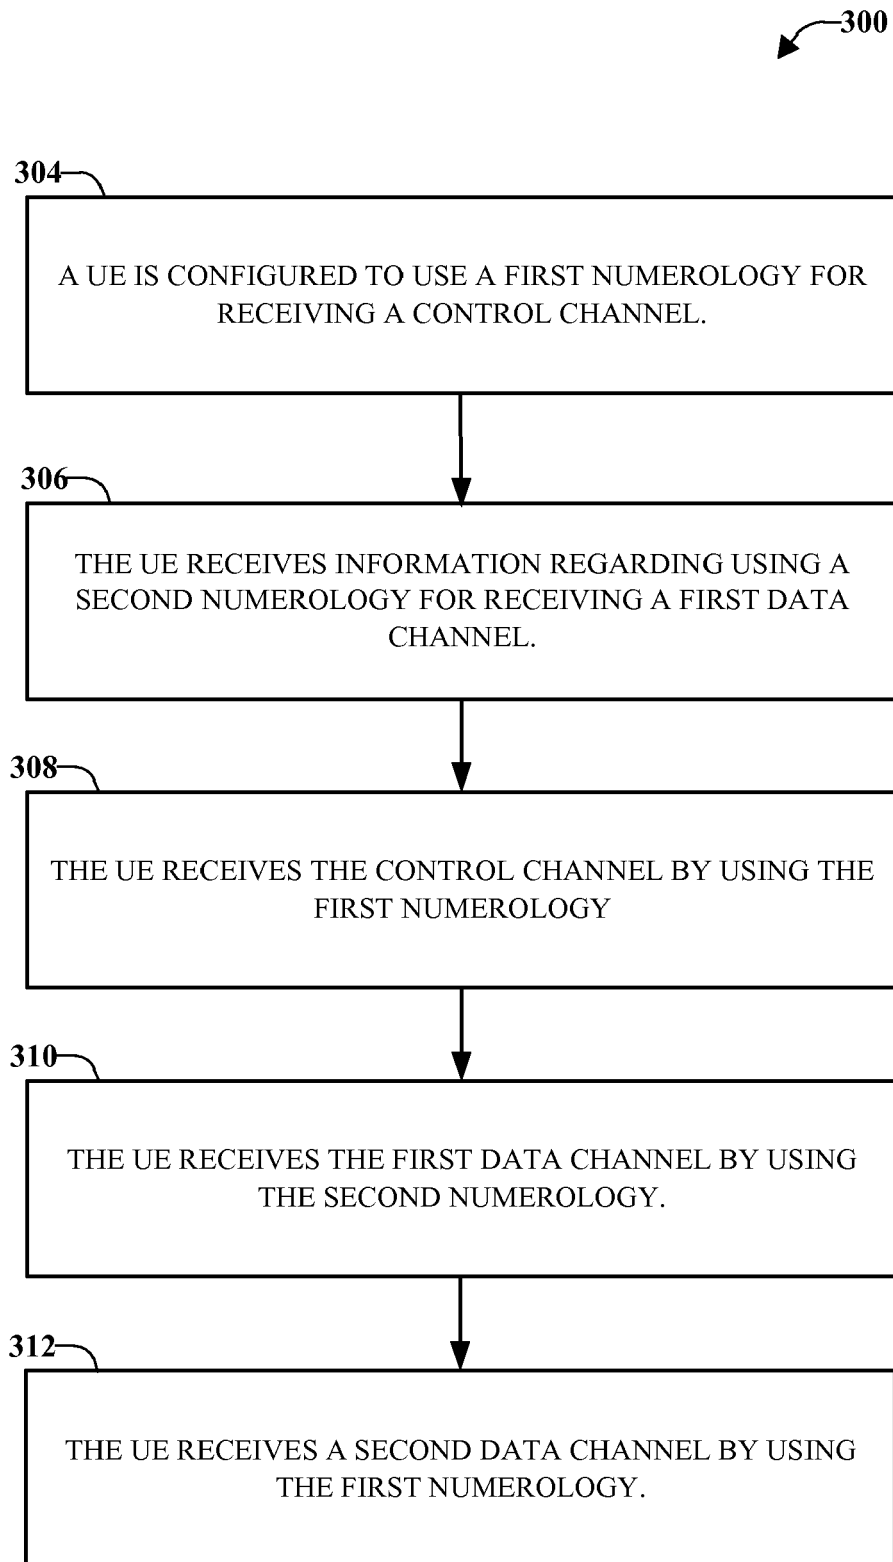 300
304
A UE IS CONFIGURED TO USE A FIRST NUMEROLOGY FOR
RECEIVING A CONTROL CHANNEL.
306
THE UE RECEIVES INFORMATION REGARDING USING A
SECOND NUMEROLOGY FOR RECEIVING A FIRST DATA
CHANNEL.
308
THE UE RECEIVES THE CONTROL CHANNEL BY USING THE
FIRST NUMEROLOGY
310
THE UE RECEIVES THE FIRST DATA CHANNEL BY USING
THE SECOND NUMEROLOGY.
312
THE UE RECEIVES A SECOND DATA CHANNEL BY USING
THE FIRST NUMEROLOGY.